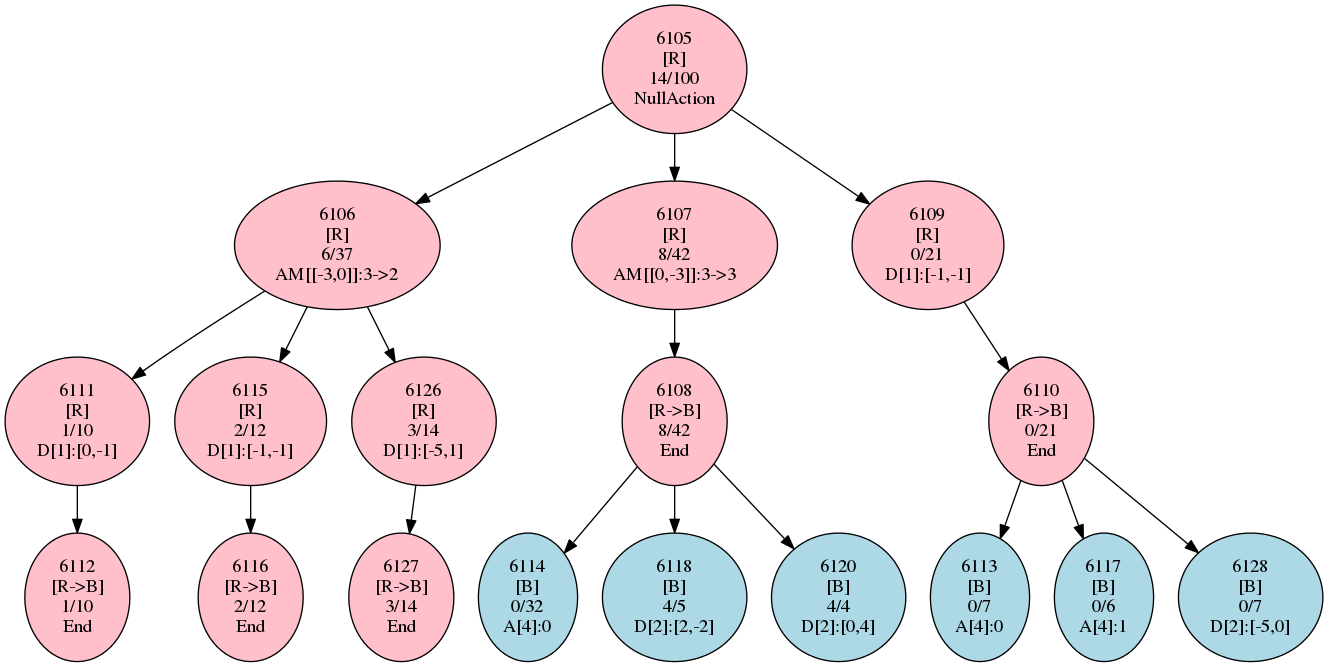 6105
[R]
14/100
NullAction
6106
[R]
6/37
AM[[-3,0]]:3->2
6107
[R]
8/42
AM[[0,-3]]:3->3
6109
[R]
0/21
D[1]:[-1,-1]
6111
[R]
1/10
D[1]:[0,-1]
6115
[R]
2/12
D[1]:[-1,-1]
6126
[R]
3/14
D[1]:[-5,1]
6108
[R->B]
8/42
End
6110
[R->B]
0/21
End
6112
[R->B]
1/10
End
6116
[R->B]
2/12
End
6127
[R->B]
3/14
End
6114
[B]
0/32
A[4]:0
6118
[B]
4/5
D[2]:[2,-2]
6120
[B]
4/4
D[2]:[0,4]
6113
[B]
0/7
A[4]:0
6117
[B]
0/6
A[4]:1
6128
[B]
0/7
D[2]:[-5,0]